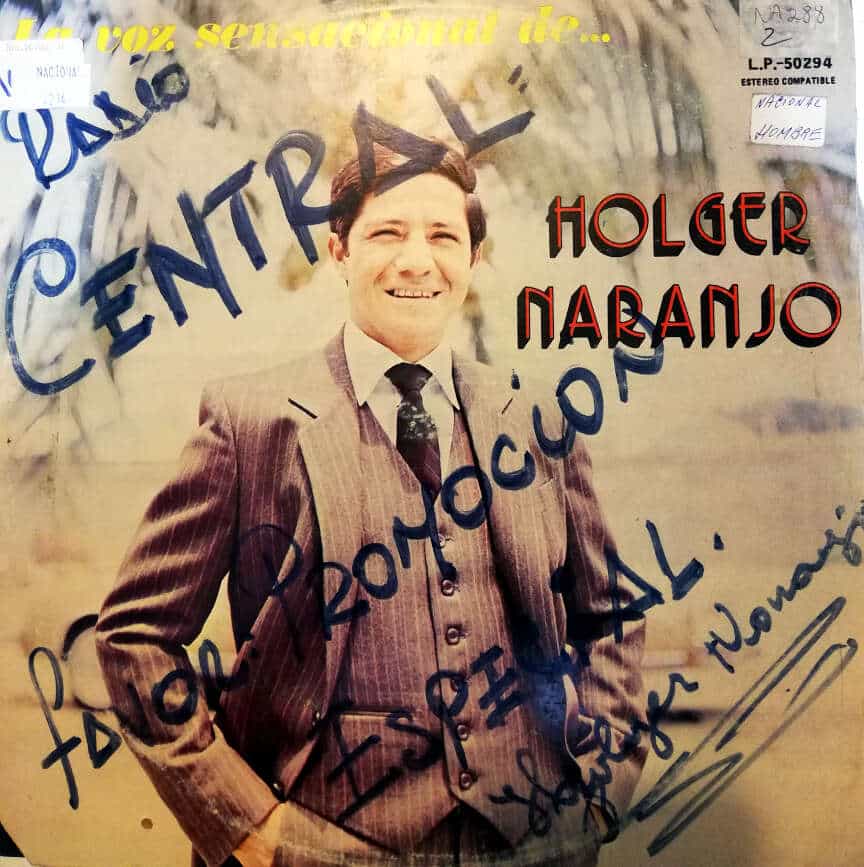 La voz sensacional de...
NACIONAL
NA288
2
L.P.-50294
ESTEREO COMPATIBLE
NACIONAL
HOMBRE
Radio
CENTRAL:
HOLGER
NARANJO
FAVOR: PROMOCION
ESPECIAL.
Holger Naranjo